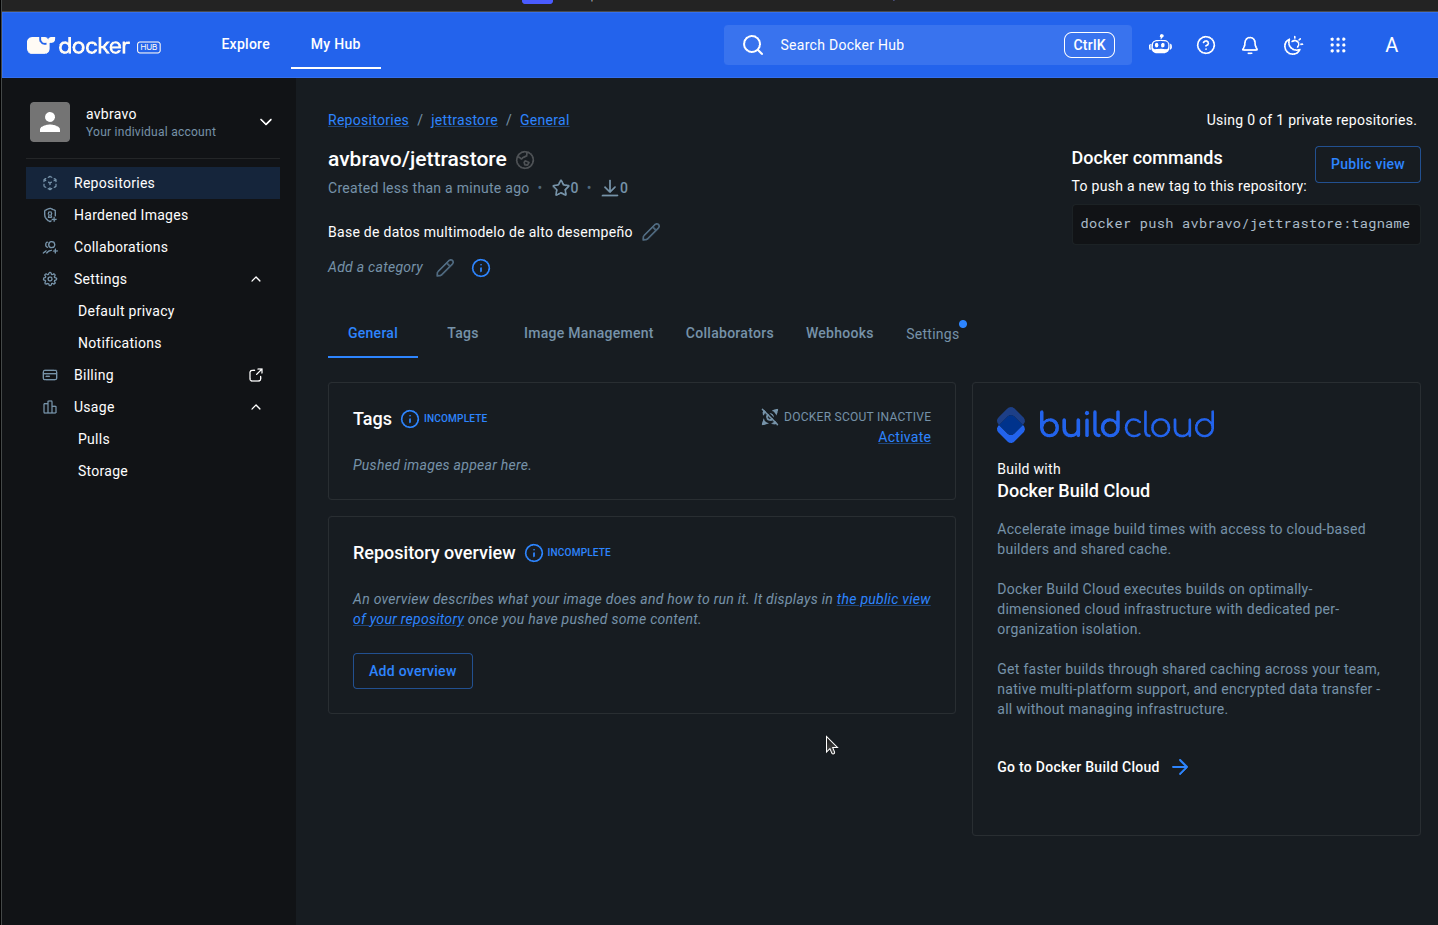 docker HUB
Explore
My Hub
Search Docker Hub
CtrlK
A
avbravo
Your individual account
Repositories
Hardened Images
Collaborations
Settings
Default privacy
Notifications
Billing
Usage
Pulls
Storage
Repositories / jettrastore / General
Using 0 of 1 private repositories.
avbravo/jettrastore
Created less than a minute ago · 0 · 0
Base de datos multimodelo de alto desempeño
Add a category
Docker commands
Public view
To push a new tag to this repository:
docker push avbravo/jettrastore:tagname
General
Tags
Image Management
Collaborators
Webhooks
Settings
Tags INCOMPLETE
DOCKER SCOUT INACTIVE
Activate
Pushed images appear here.
Repository overview INCOMPLETE
An overview describes what your image does and how to run it. It displays in the public view
of your repository once you have pushed some content.
Add overview
buildcloud
Build with
Docker Build Cloud
Accelerate image build times with access to cloud-based
builders and shared cache.
Docker Build Cloud executes builds on optimally-
dimensioned cloud infrastructure with dedicated per-
organization isolation.
Get faster builds through shared caching across your team,
native multi-platform support, and encrypted data transfer -
all without managing infrastructure.
Go to Docker Build Cloud